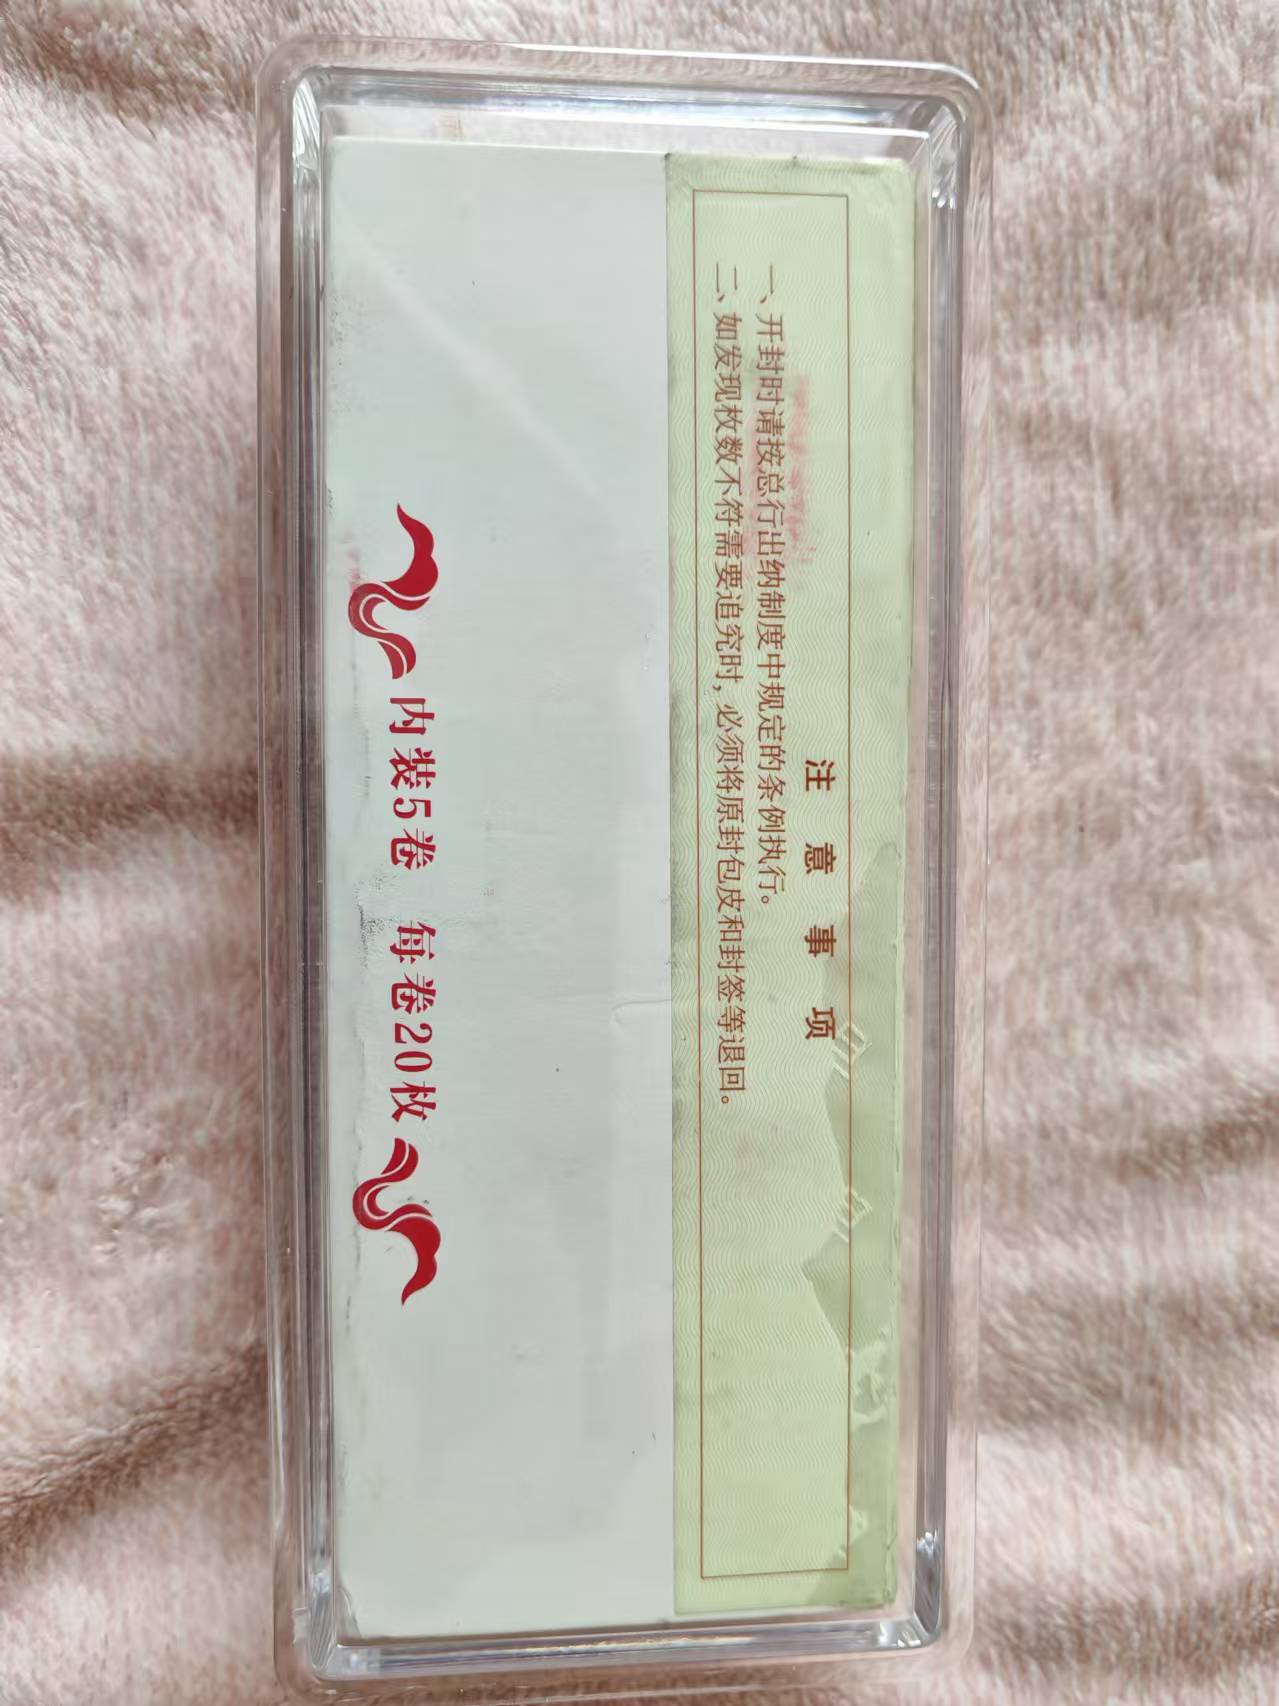 注意事项
一、开封时请按总行出纳制度中规定的条例执行。
二、如发现枚数不符需要追究时，必须将原封包皮和封签等退回。
内装5卷 每卷20枚